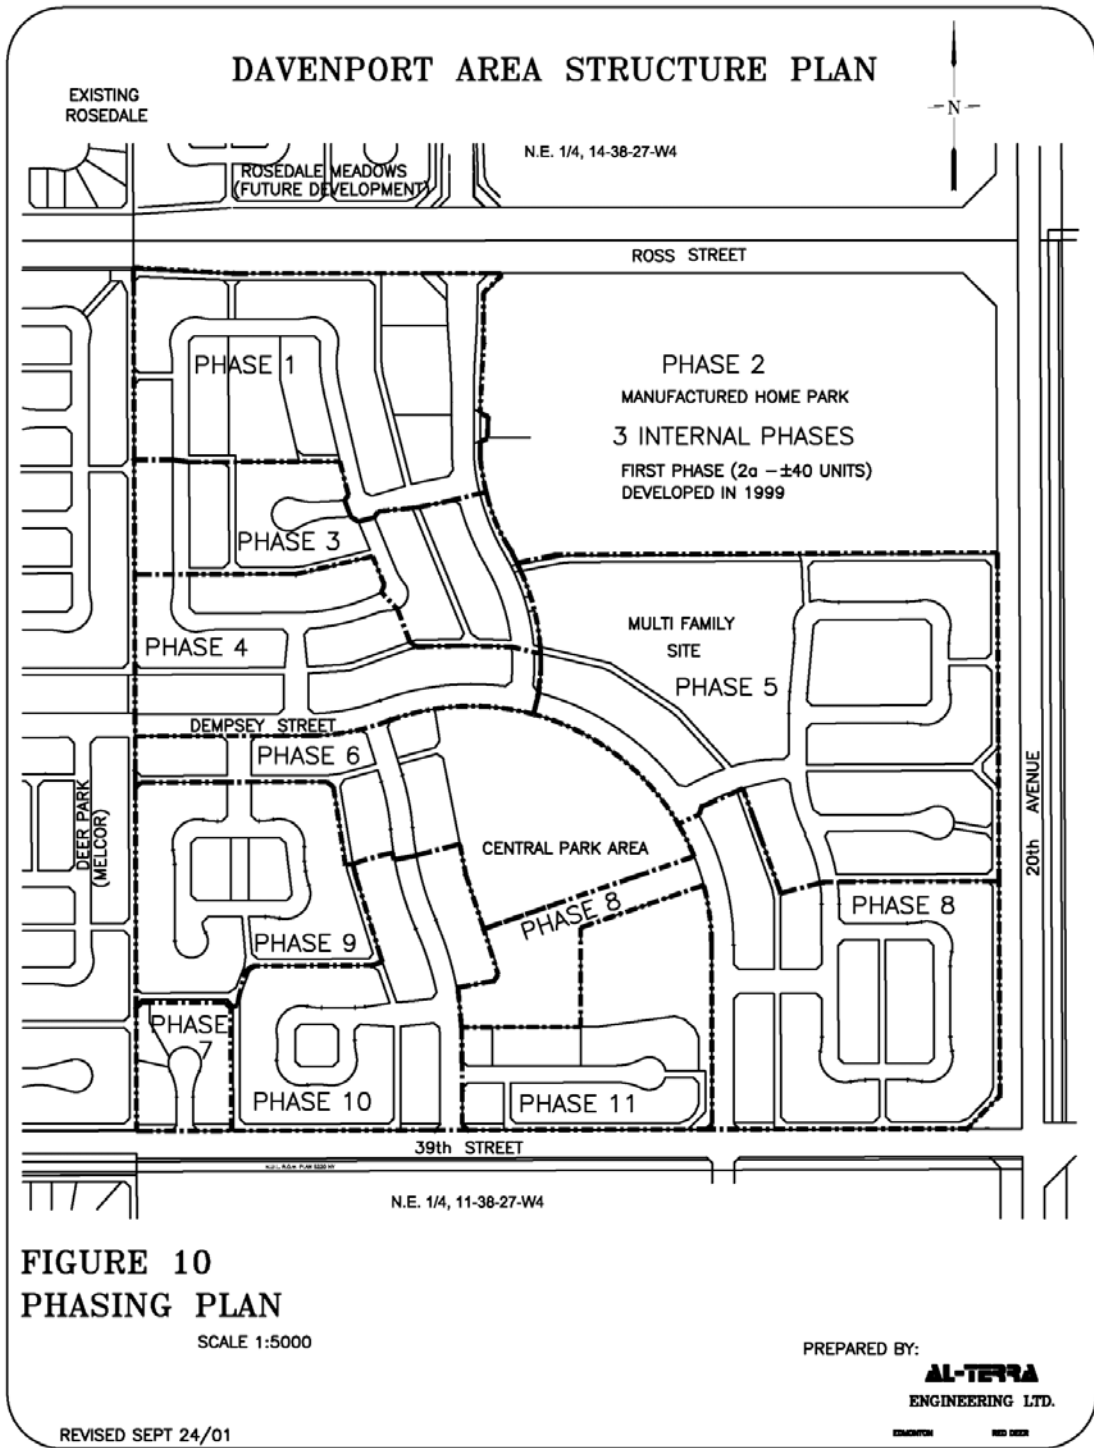 DAVENPORT AREA STRUCTURE PLAN
EXISTING
ROSEDALE
N
ROSEDALE MEADOWS
(FUTURE DEVELOPMENT)
N.E. 1/4, 14-38-27-W4
ROSS STREET
PHASE 1
PHASE 2
MANUFACTURED HOME PARK
3 INTERNAL PHASES
FIRST PHASE (2a -±40 UNITS)
DEVELOPED IN 1999
PHASE 3
PHASE 4
MULTI FAMILY
SITE
PHASE 5
DEMPSEY STREET
PHASE 6
DEER PARK
(MELCOR)
20th AVENUE
CENTRAL PARK AREA
PHASE 8
PHASE 8
PHASE 9
PHASE
7
PHASE 10
PHASE 11
39th STREET
N.E. 1/4, 11-38-27-W4
FIGURE 10
PHASING PLAN
SCALE 1:5000
PREPARED BY:
AL-TERRA
ENGINEERING LTD.
EDMONTON RED DEER
REVISED SEPT 24/01